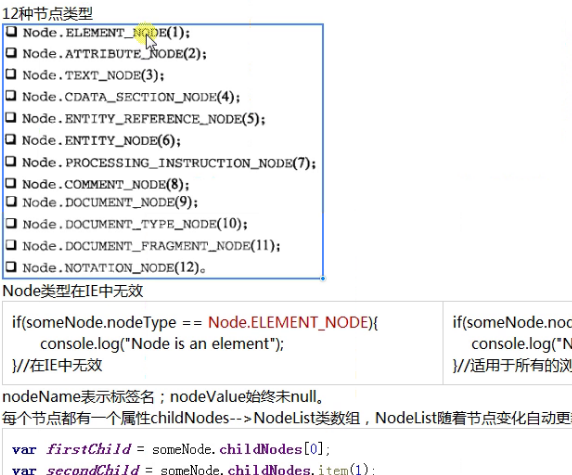 12种节点类型
Node.ELEMENT_NODE(1);
Node.ATTRIBUTE_NODE(2);
Node.TEXT_NODE(3);
Node.CDATA_SECTION_NODE(4);
Node.ENTITY_REFERENCE_NODE(5);
Node.ENTITY_NODE(6);
Node.PROCESSING_INSTRUCTION_NODE(7);
Node.COMMENT_NODE(8);
Node.DOCUMENT_NODE(9);
Node.DOCUMENT_TYPE_NODE(10);
Node.DOCUMENT_FRAGMENT_NODE(11);
Node.NOTATION_NODE(12)。
Node类型在IE中无效
if(someNode.nodeType == Node.ELEMENT_NODE){
console.log("Node is an element");
}//在IE中无效
if(someNode.nod
console.log("N
}//适用于所有的浏
nodeName表示标签名；nodeValue始终未null。
每个节点都有一个属性childNodes-->NodeList类数组，NodeList随着节点变化自动更
var firstChild = someNode.childNodes[0];
var secondChild = someNode.childNodes.item(1);